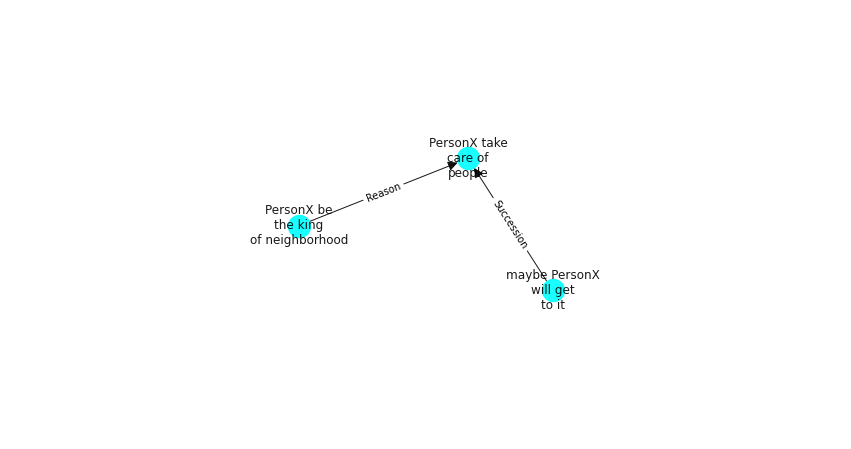 PersonX take
care of
people
Reason
PersonX be
the king
of neighborhood
Succession
maybe PersonX
will get
to it